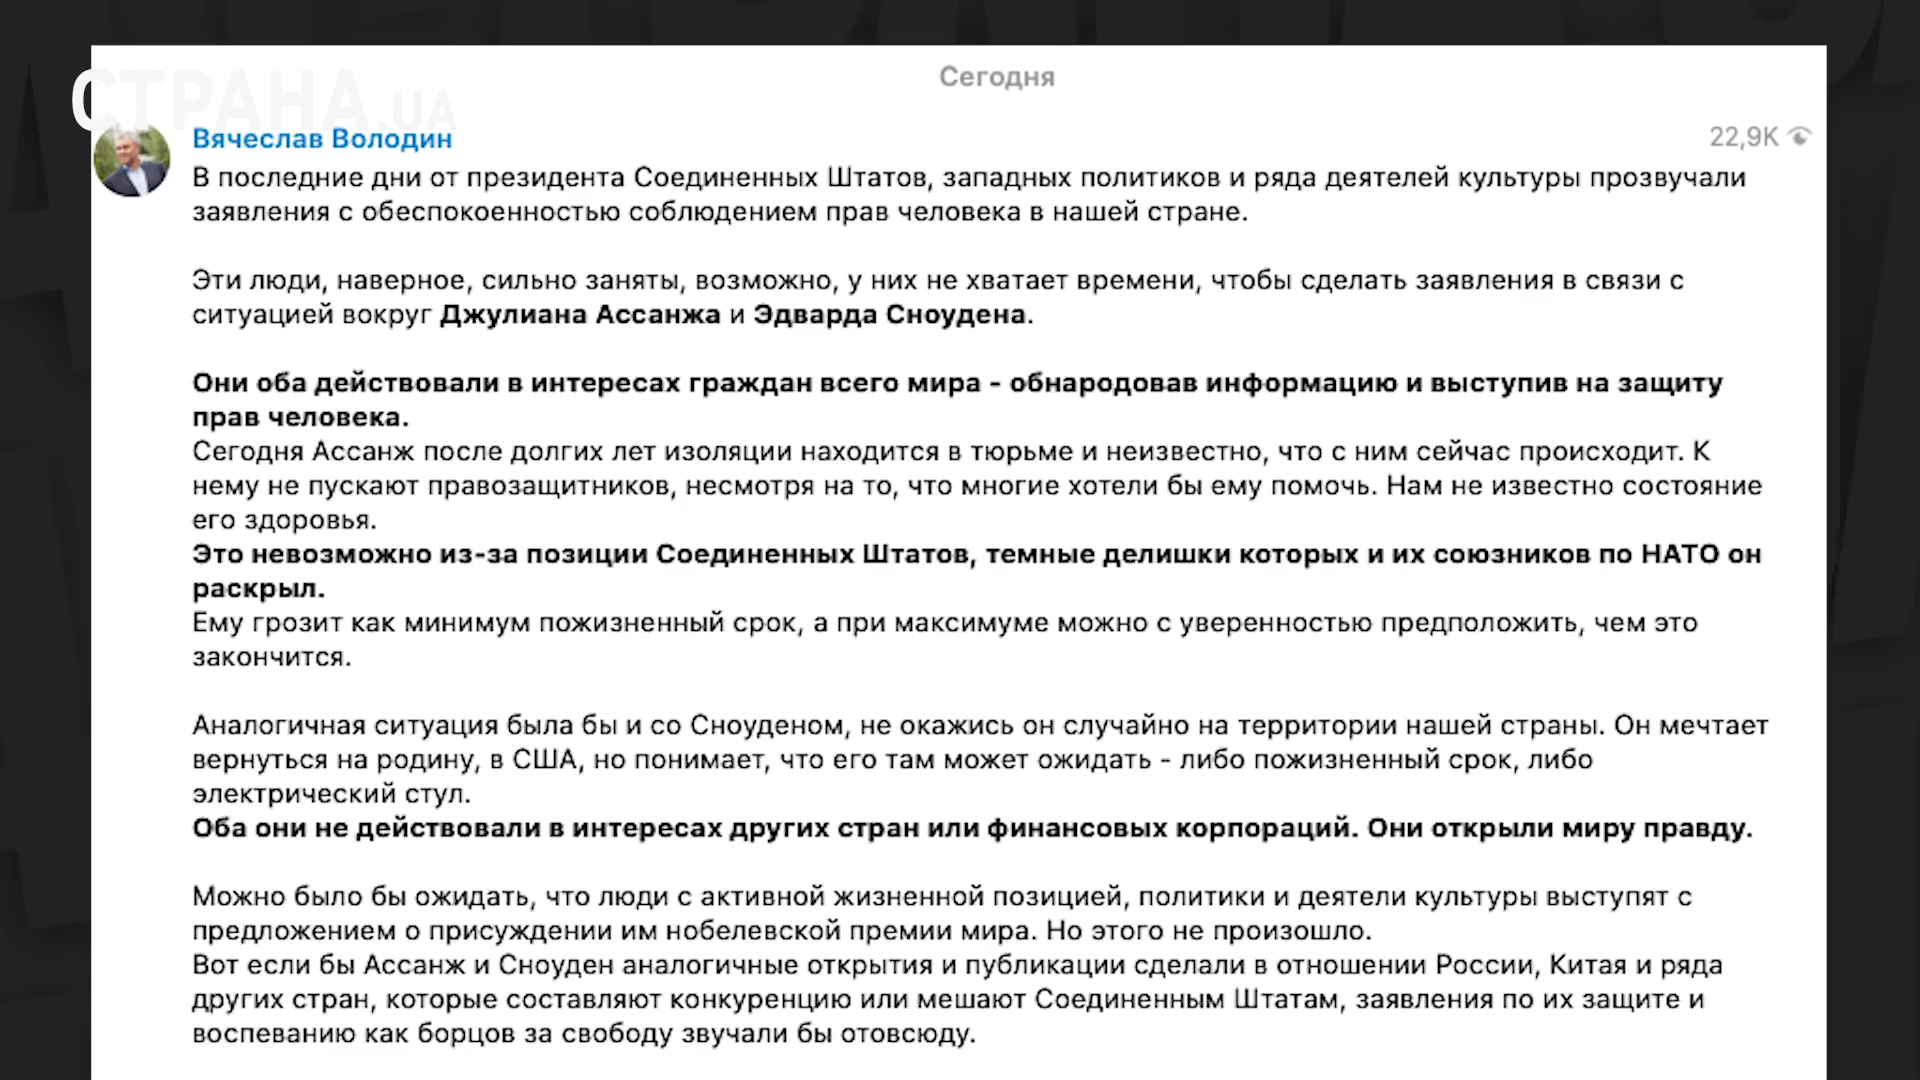 Сегодня
СТРАНА.UA
Вячеслав Володин
22,9K
В последние дни от президента Соединенных Штатов, западных политиков и ряда деятелей культуры прозвучали
заявления с обеспокоенностью соблюдением прав человека в нашей стране.
Эти люди, наверное, сильно заняты, возможно, у них не хватает времени, чтобы сделать заявления в связи с
ситуацией вокруг Джулиана Ассанжа и Эдварда Сноудена.
Они оба действовали в интересах граждан всего мира - обнародовав информацию и выступив на защиту
прав человека.
Сегодня Ассанж после долгих лет изоляции находится в тюрьме и неизвестно, что с ним сейчас происходит. К
нему не пускают правозащитников, несмотря на то, что многие хотели бы ему помочь. Нам не известно состояние
его здоровья.
Это невозможно из-за позиции Соединенных Штатов, темные делишки которых и их союзников по НАТО он
раскрыл.
Ему грозит как минимум пожизненный срок, а при максимуме можно с уверенностью предположить, чем это
закончится.
Аналогичная ситуация была бы и со Сноуденом, не окажись он случайно на территории нашей страны. Он мечтает
вернуться на родину, в США, но понимает, что его там может ожидать - либо пожизненный срок, либо
электрический стул.
Оба они не действовали в интересах других стран или финансовых корпораций. Они открыли миру правду.
Можно было бы ожидать, что люди с активной жизненной позицией, политики и деятели культуры выступят с
предложением о присуждении им нобелевской премии мира. Но этого не произошло.
Вот если бы Ассанж и Сноуден аналогичные открытия и публикации сделали в отношении России, Китая и ряда
других стран, которые составляют конкуренцию или мешают Соединенным Штатам, заявления по их защите и
воспеванию как борцов за свободу звучали бы отовсюду.